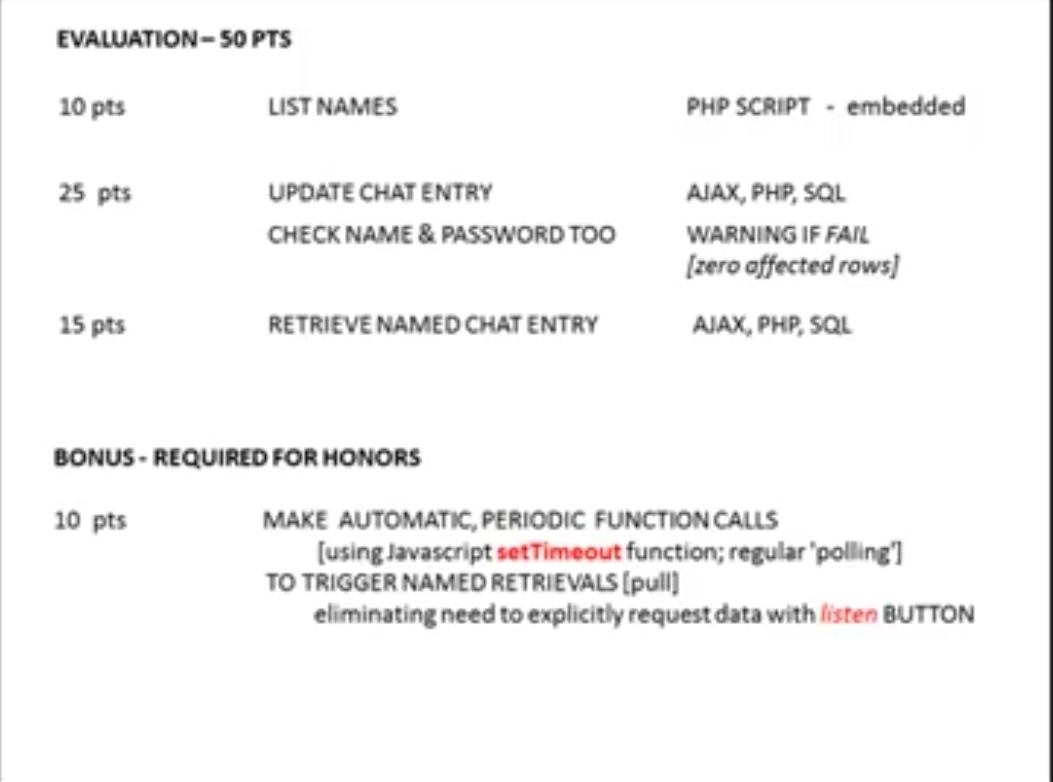 EVALUATION – 50 PTS
10 pts LIST NAMES PHP SCRIPT - embedded
25 pts UPDATE CHAT ENTRY AJAX, PHP, SQL
CHECK NAME & PASSWORD TOO WARNING IF FAIL
[zero affected rows]
15 pts RETRIEVE NAMED CHAT ENTRY AJAX, PHP, SQL
BONUS - REQUIRED FOR HONORS
10 pts MAKE AUTOMATIC, PERIODIC FUNCTION CALLS
[using Javascript setTimeout function; regular 'polling']
TO TRIGGER NAMED RETRIEVALS [pull]
eliminating need to explicitly request data with listen BUTTON